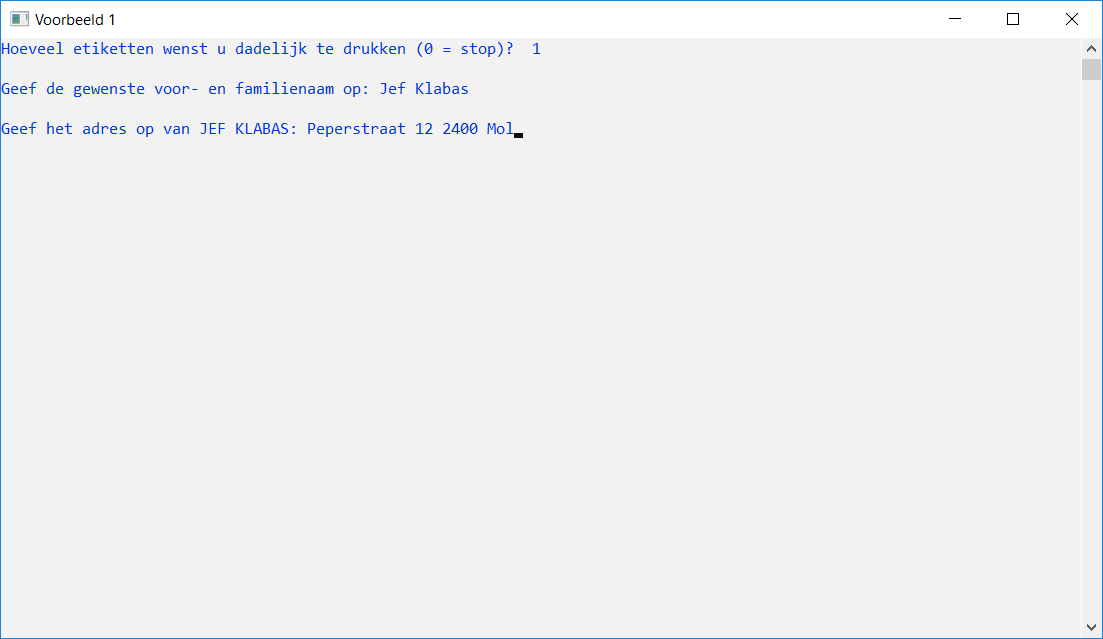 Voorbeeld 1
Hoeveel etiketten wenst u dadelijk te drukken (0 = stop)?  1
Geef de gewenste voor- en familienaam op: Jef Klabas
Geef het adres op van JEF KLABAS: Peperstraat 12 2400 Mol